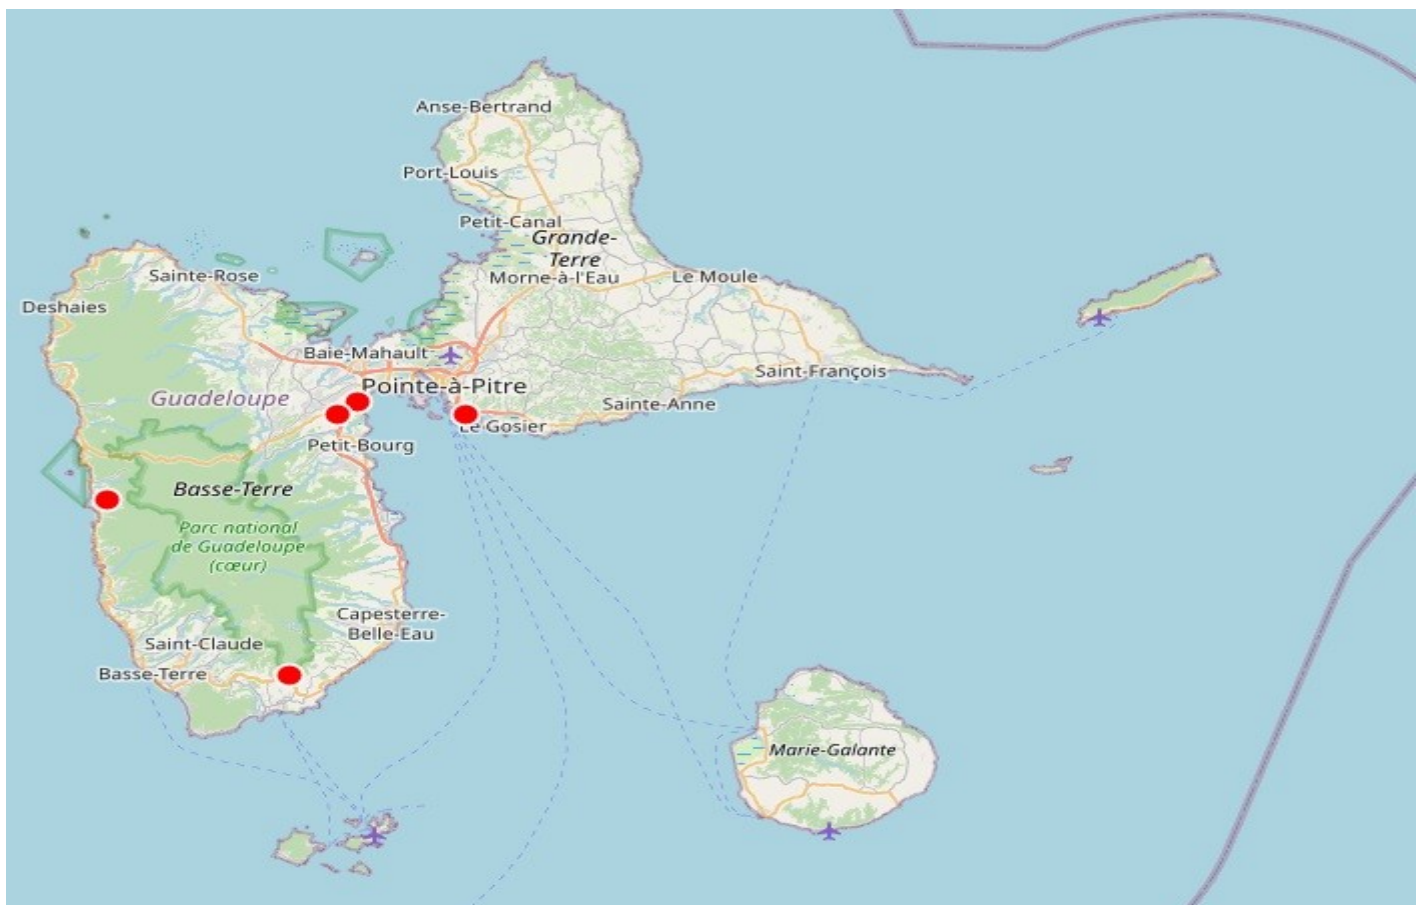 Anse-Bertrand
Port-Louis
Petit-Canal
Grande-
Terre
Morne-à-l'Eau
Le Moule
Sainte-Rose
Deshaies
Baie-Mahault
Saint-François
Pointe-à-Pitre
Guadeloupe
Sainte-Anne
Le Gosier
Petit-Bourg
Basse-Terre
Parc national
de Guadeloupe
(cœur)
Capesterre-
Belle-Eau
Saint-Claude
Basse-Terre
Marie-Galante